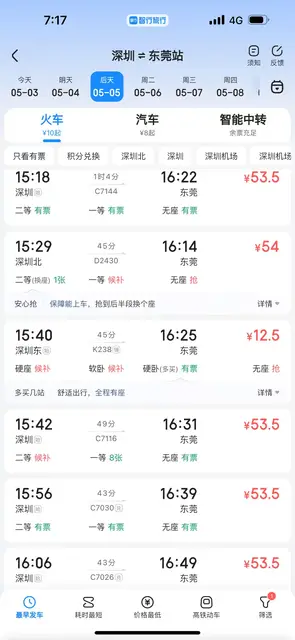 7:17
智行旅行
4G
68
深圳 ⇌ 东莞站
须知
反馈
今天 明天 后天 周二 周三 周四
05-03 05-04 05-05 05-06 05-07 05-08
火车 汽车 智能中转
¥10起 ¥8起 余票充足
只看有票 积分兑换 深圳北 深圳 深圳机场 深圳机场
15:18 1时4分 16:22 ¥53.5
深圳 C7144 东莞
二等 有票 一等 有票 无座 有票
15:29 45分 16:14 ¥54
深圳北 D2430 东莞
二等(换座) 1张 一等 候补 无座 抢
安心抢 保障能上车，抢到后半段换个座 详情
15:40 45分 16:25 ¥12.5
深圳东 K238 东莞
硬座 候补 软卧 候补 硬卧(多买) 有票 无座 抢
多买几站 舒适出行，全程有座 详情
15:42 49分 16:31 ¥53.5
深圳 C7116 东莞
二等 候补 一等 8张 无座 有票
15:56 43分 16:39 ¥53.5
深圳 C7030 东莞
二等 有票 一等 有票 无座 有票
16:06 43分 16:49 ¥53.5
深圳 C7026 东莞
最早发车 耗时最短 价格最低 高铁动车 筛选